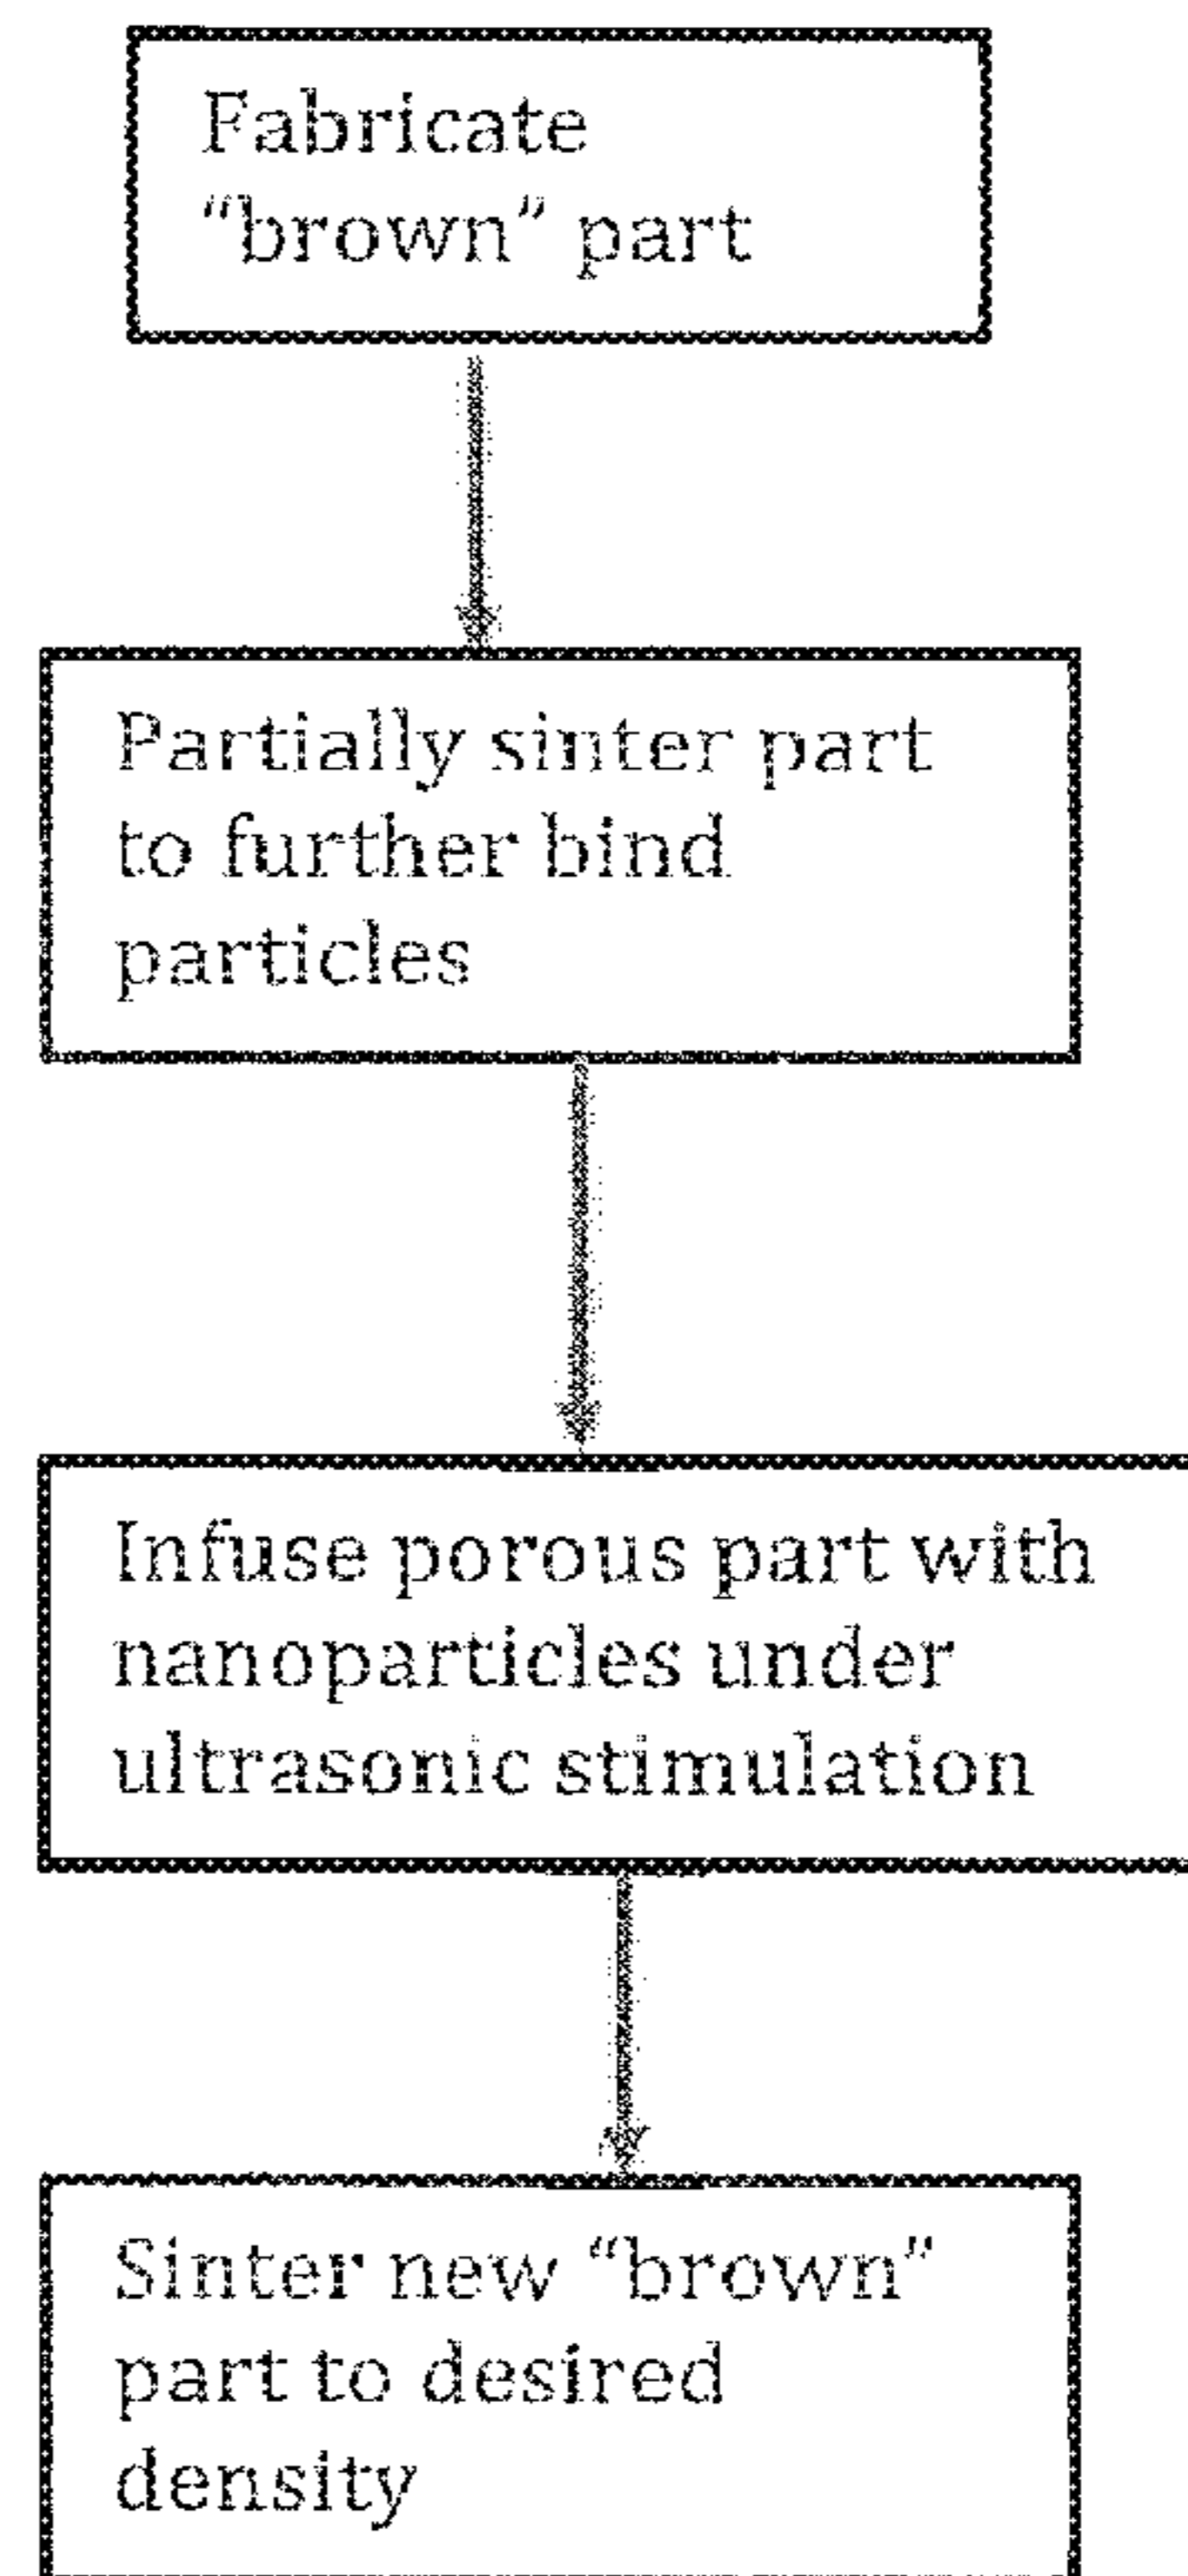 Fabricate
“brown” part
Partially sinter part
to further bind
particles
Infuse porous part with
nanoparticles under
ultrasonic stimulation
Sinter new “brown”
part to desired
density